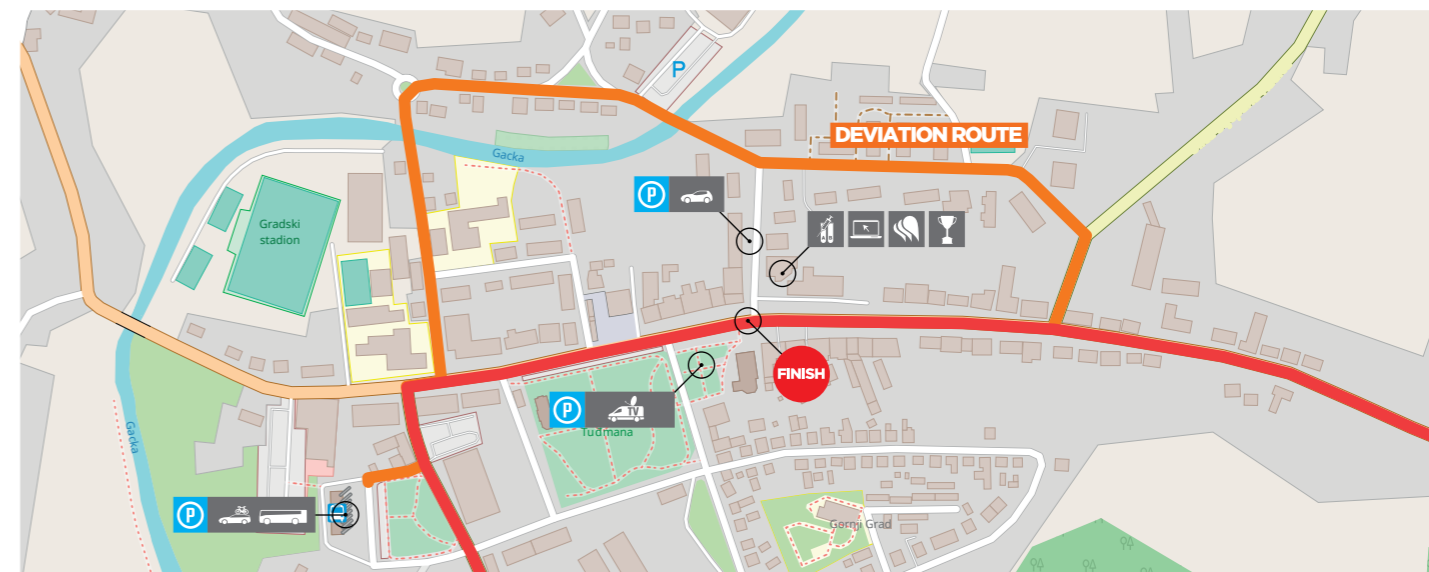 P
DEVIATION ROUTE
Gacka
P
Gradski
stadion
A B
FINISH
P
TV
Tuđmana
Gacka
P
Gornji Grad